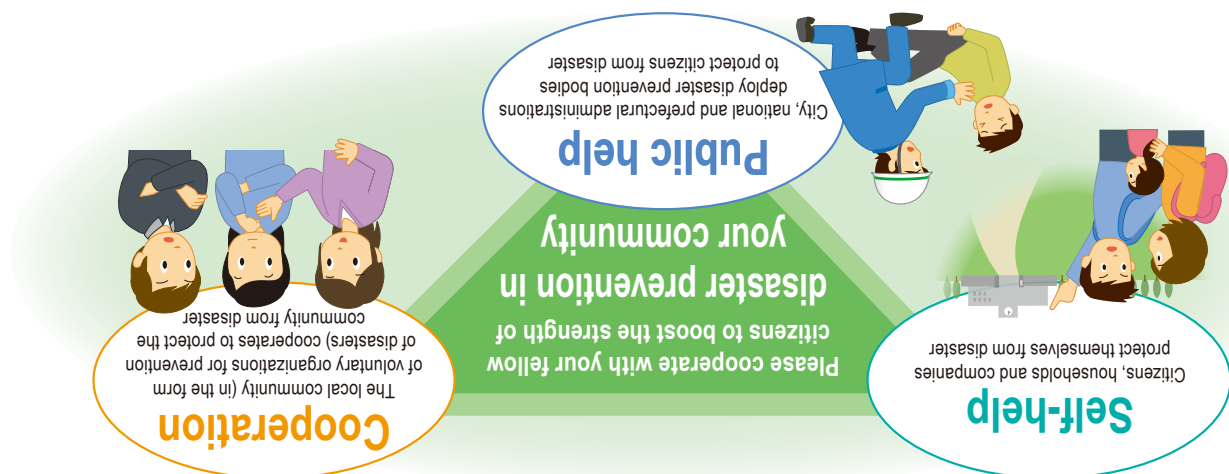 Self-help
Citizens, households and companies
protect themselves from disaster
Please cooperate with your fellow
citizens to boost the strength of
disaster prevention in
your community
Cooperation
The local community (in the form
of voluntary organizations for prevention
of disasters) cooperates to protect the
community from disaster
Public help
City, national and prefectural administrations
deploy disaster prevention bodies
to protect citizens from disaster